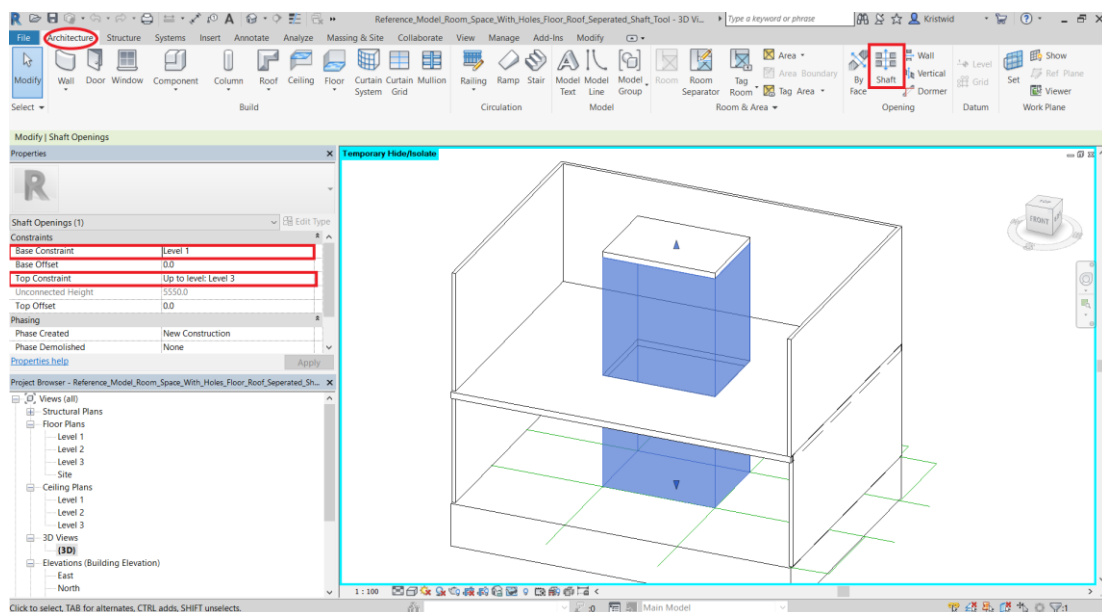 Reference_Model_Room_Space_With_Holes_Floor_Roof_Seperated_Shaft_Tool - 3D Vi...
Type a keyword or phrase
Kristwid
File Architecture Structure Systems Insert Annotate Analyze Massing & Site Collaborate View Manage Add-Ins Modify
Modify
Wall Door Window Component Column Roof Ceiling Floor Curtain System Curtain Grid Mullion
Railing Ramp Stair Model Text Model Line Model Group
Room Room Separator Tag Room
Area
Area Boundary
Tag Area
By Face Shaft
Wall
Vertical
Dormer
Level
Grid
Set
Show
Ref Plane
Viewer
Select Build Circulation Model Room & Area Opening Datum Work Plane
Modify | Shaft Openings
Properties
R
Shaft Openings (1) Edit Type
Constraints
Base Constraint Level 1
Base Offset 0.0
Top Constraint Up to level: Level 3
Unconnected Height 5550.0
Top Offset 0.0
Phasing
Phase Created New Construction
Phase Demolished None
Properties help Apply
Project Browser - Reference_Model_Room_Space_With_Holes_Floor_Roof_Seperated_Sh...
Views (all)
Structural Plans
Floor Plans
Level 1
Level 2
Level 3
Site
Ceiling Plans
Level 1
Level 2
Level 3
3D Views
{3D}
Elevations (Building Elevation)
East
North
Temporary Hide/Isolate
TOP
FRONT
1 : 100
Click to select, TAB for alternates, CTRL adds, SHIFT unselects.
:0
Main Model
:1